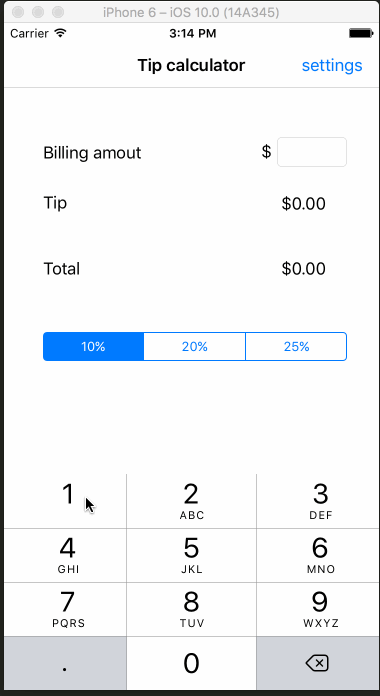 iPhone 6 – iOS 10.0 (14A345)
Carrier 3:14 PM
Tip calculator settings
Billing amout $
Tip $0.00
Total $0.00
10% 20% 25%
1 2 3
ABC DEF
4 5 6
GHI JKL MNO
7 8 9
PQRS TUV WXYZ
. 0